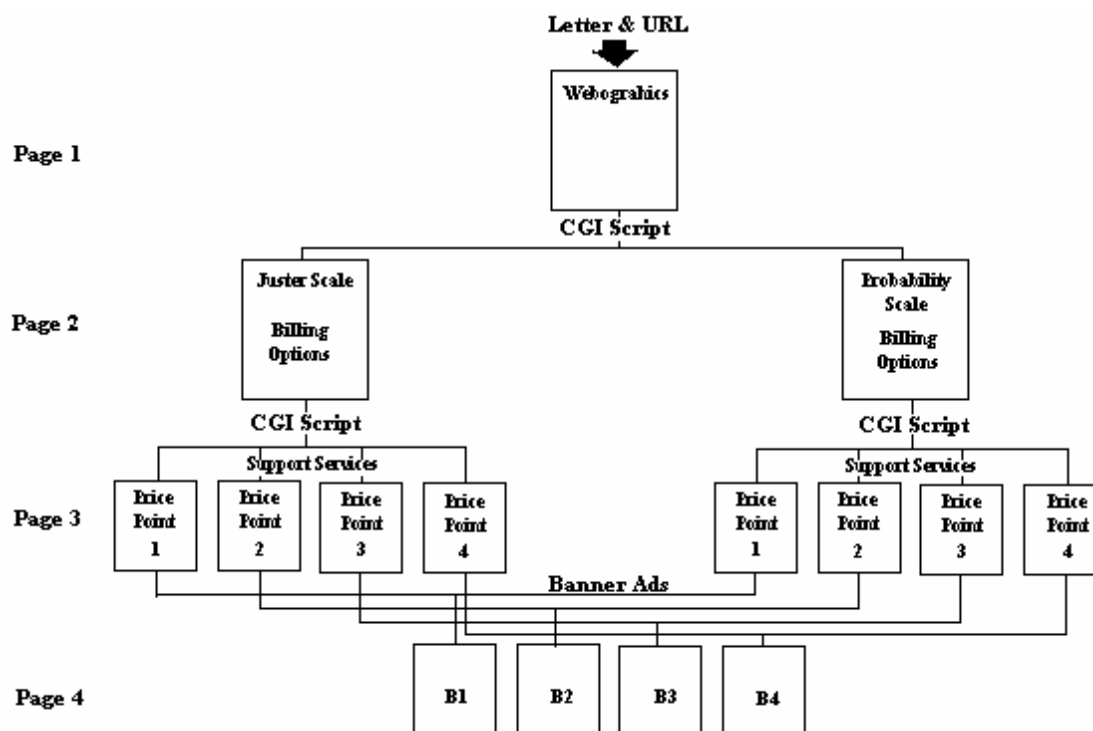 Letter & URL
Webograhics
Page 1
CGI Script
Juster Scale
Billing
Options
Probability
Scale
Billing
Options
Page 2
CGI Script
CGI Script
Support Services
Support Services
Page 3
Price
Point
1
Price
Point
2
Price
Point
3
Price
Point
4
Price
Point
1
Price
Point
2
Price
Point
3
Price
Point
4
Banner Ads
Page 4
B1
B2
B3
B4